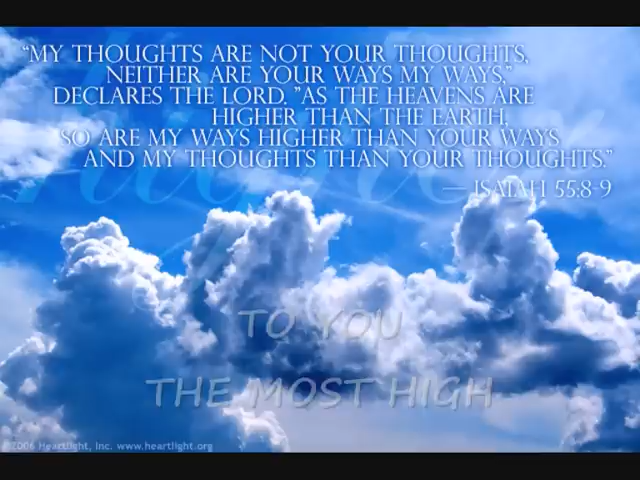 “MY THOUGHTS ARE NOT YOUR THOUGHTS,
NEITHER ARE YOUR WAYS MY WAYS,”
DECLARES THE LORD. ”AS THE HEAVENS ARE
HIGHER THAN THE EARTH,
SO ARE MY WAYS HIGHER THAN YOUR WAYS
AND MY THOUGHTS THAN YOUR THOUGHTS.”
— ISAIAH 55:8-9
TO YOU
THE MOST HIGH
©2006 Heartlight, Inc. www.heartlight.org